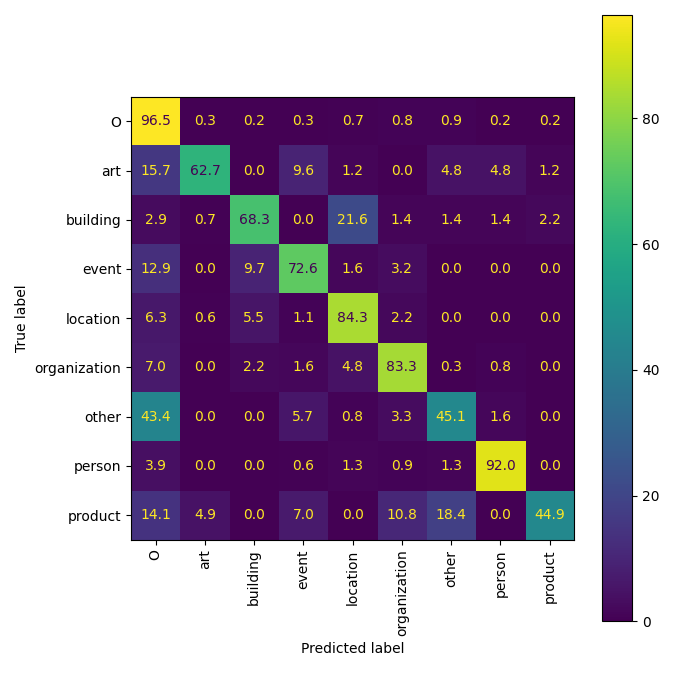 O 96.5 0.3 0.2 0.3 0.7 0.8 0.9 0.2 0.2
80
art 15.7 62.7 0.0 9.6 1.2 0.0 4.8 4.8 1.2
building 2.9 0.7 68.3 0.0 21.6 1.4 1.4 1.4 2.2
60
event 12.9 0.0 9.7 72.6 1.6 3.2 0.0 0.0 0.0
True label
location 6.3 0.6 5.5 1.1 84.3 2.2 0.0 0.0 0.0
organization 7.0 0.0 2.2 1.6 4.8 83.3 0.3 0.8 0.0
40
other 43.4 0.0 0.0 5.7 0.8 3.3 45.1 1.6 0.0
person 3.9 0.0 0.0 0.6 1.3 0.9 1.3 92.0 0.0
20
product 14.1 4.9 0.0 7.0 0.0 10.8 18.4 0.0 44.9
O art building event location organization other person product
0
Predicted label